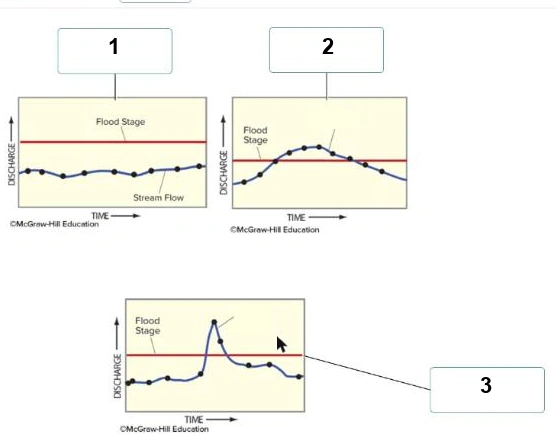 1
2
Flood Stage
DISCHARGE
Stream Flow
TIME
©McGraw-Hill Education
Flood
Stage
DISCHARGE
TIME
©McGraw-Hill Education
Flood
Stage
DISCHARGE
TIME
©McGraw-Hill Education
3